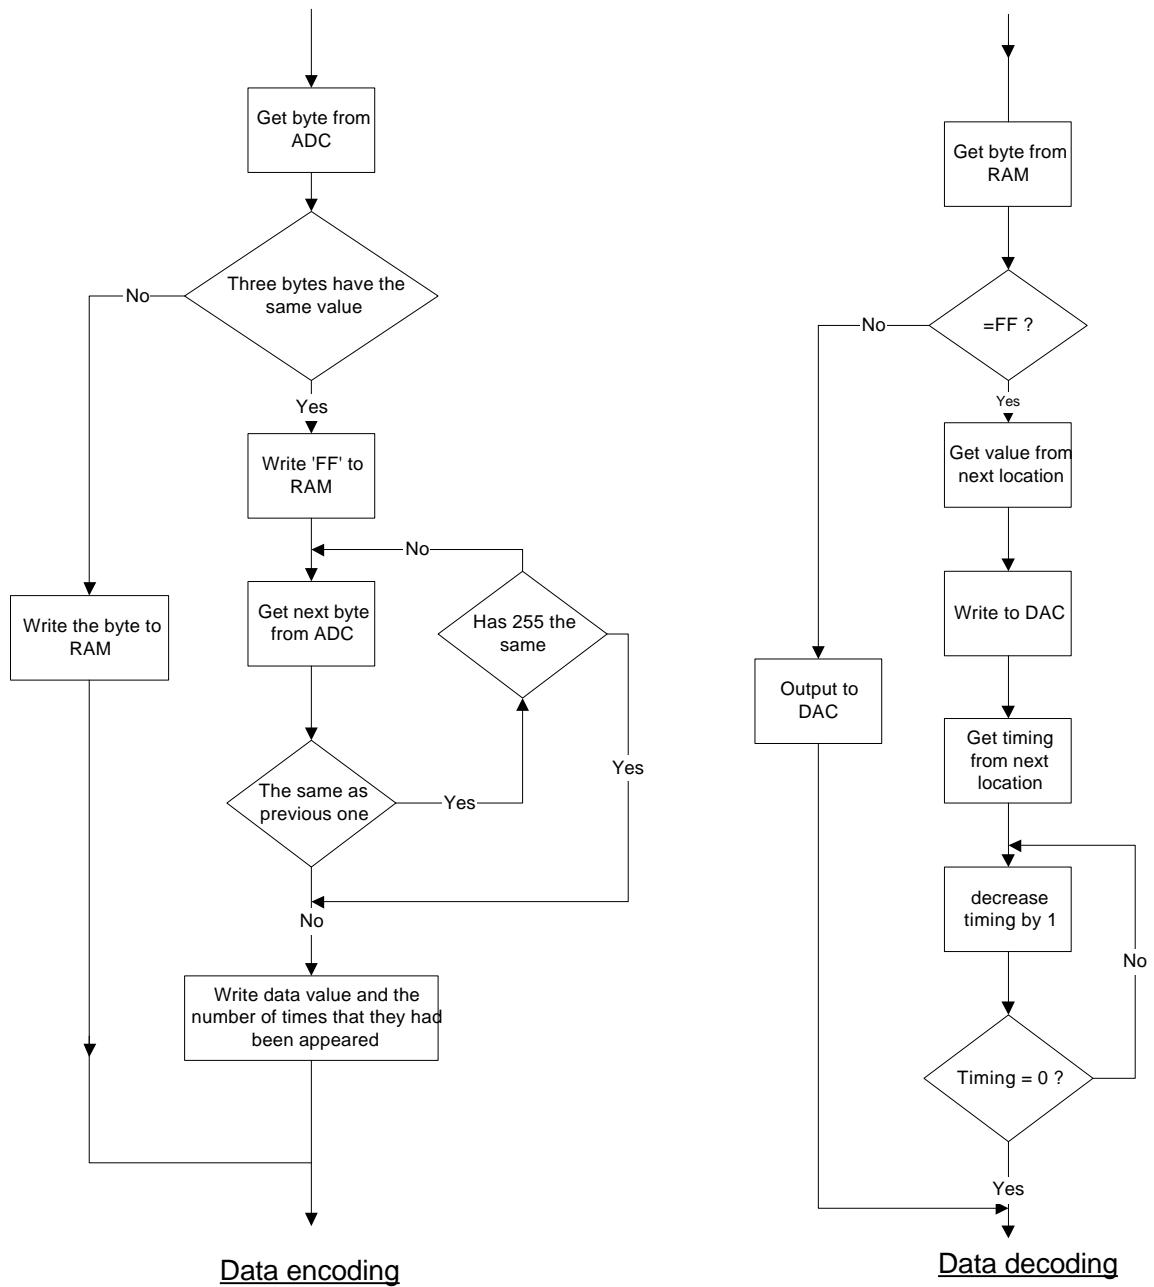 Get byte from
ADC
Three bytes have the
same value
No
Yes
Write 'FF' to
RAM
No
Get next byte
from ADC
Has 255 the
same
Write the byte to
RAM
Yes
The same as
previous one
Yes
No
Write data value and the
number of times that they had
been appeared
Data encoding
Get byte from
RAM
=FF ?
No
Yes
Get value from
next location
Write to DAC
Output to
DAC
Get timing
from next
location
decrease
timing by 1
No
Timing = 0 ?
Yes
Data decoding